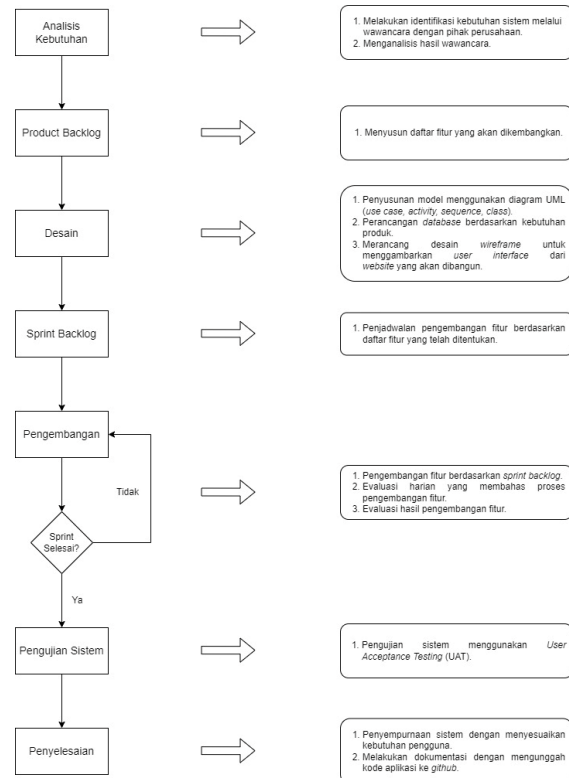 Analisis
Kebutuhan
1. Melakukan identifikasi kebutuhan sistem melalui
wawancara dengan pihak perusahaan.
2. Menganalisis hasil wawancara.
Product Backlog
1. Menyusun daftar fitur yang akan dikembangkan.
Desain
1. Penyusunan model menggunakan diagram UML
(use case, activity, sequence, class).
2. Perancangan database berdasarkan kebutuhan
produk.
3. Merancang desain wireframe untuk
menggambarkan user interface dari
website yang akan dibangun.
Sprint Backlog
1. Penjadwalan pengembangan fitur berdasarkan
daftar fitur yang telah ditentukan.
Pengembangan
Tidak
1. Pengembangan fitur berdasarkan sprint backlog.
2. Evaluasi harian yang membahas proses
pengembangan fitur.
3. Evaluasi hasil pengembangan fitur.
Sprint
Selesai?
Ya
Pengujian Sistem
1. Pengujian sistem menggunakan User
Acceptance Testing (UAT).
Penyelesaian
1. Penyempurnaan sistem dengan menyesuaikan
kebutuhan pengguna.
2. Melakukan dokumentasi dengan mengunggah
kode aplikasi ke github.